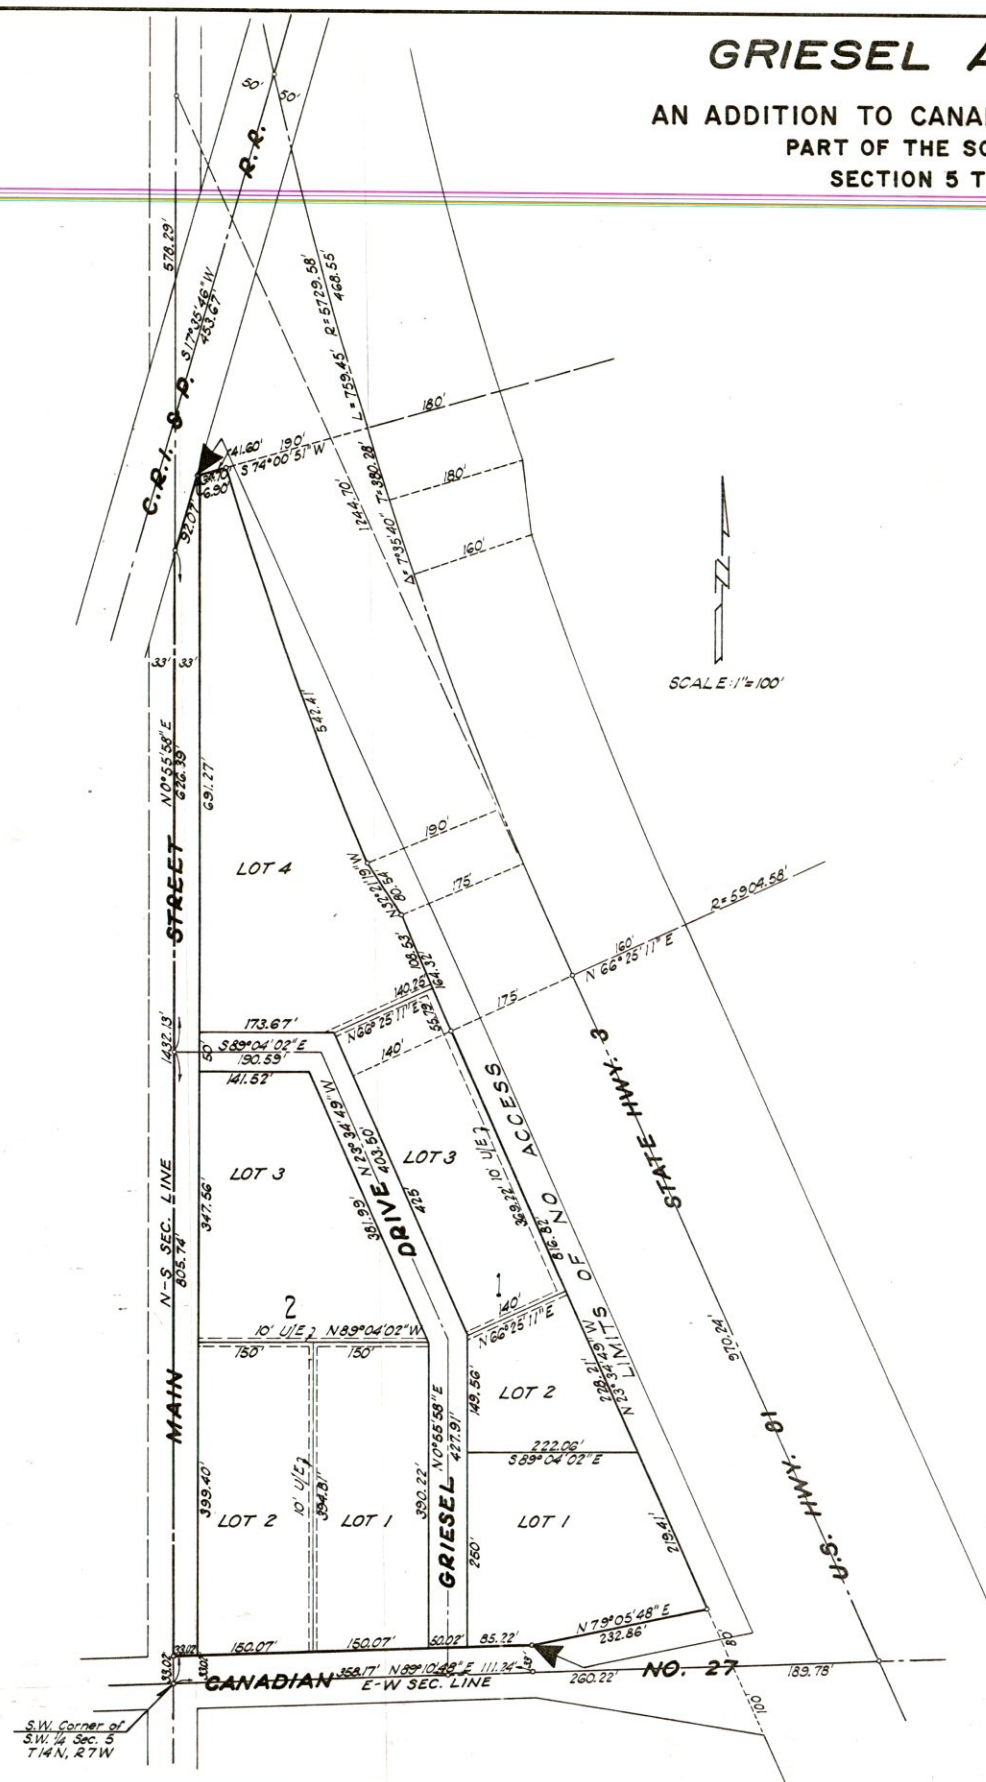 GRIESEL A
AN ADDITION TO CANA
PART OF THE SO
SECTION 5 T
50'
50'
R.R.
578.29'
S17°35'46"W
453.67'
R=5729.58'
468.55'
L=759.45'
C.R.I. & P.
180'
41.60'
190'
S 74°00'51"W
34.70'
6.90'
92.07'
1244.70'
T=380.28'
Δ=7°35'40"
180'
160'
33'
33'
SCALE:1"=100'
542.41'
N0°55'58"E
626.39'
691.27'
190'
LOT 4
N32°21'19"W
80.54'
175'
STREET
R=5904.58'
160'
N 66°25'11"E
108.53'
164.32'
140.25'
N66°25'11"E
55.79'
175'
173.67'
1432.13'
50'
S89°04'02"E
190.59'
141.52'
140'
STATE HWY. 3
LIMITS OF NO ACCESS
LOT 3
N23°34'49"W
403.50'
LOT 3
10' U/E
369.22'
816.82'
N-S SEC. LINE
805.74'
347.56'
381.99'
DRIVE
425'
2
1
140'
N66°25'11"E
10' U/E
N89°04'02"W
150'
150'
970.24'
228.21'
N 23°34'49"W
LOT 2
149.56'
N0°55'58"E
427.91'
MAIN
222.06'
S89°04'02"E
U.S. HWY. 81
399.40'
10' U/E
394.81'
390.22'
LOT 2
LOT 1
LOT 1
GRIESEL
250'
219.41'
N79°05'48"E
232.86'
80'
33.02'
150.07'
150.07'
50.02'
85.22'
33.02'
33.02'
CANADIAN
358.17'
N89°10'48"E
111.24'
33'
E-W SEC. LINE
260.22'
NO. 27
189.78'
100'
S.W. Corner of
S.W. 1/4 Sec. 5
T14N, R7W